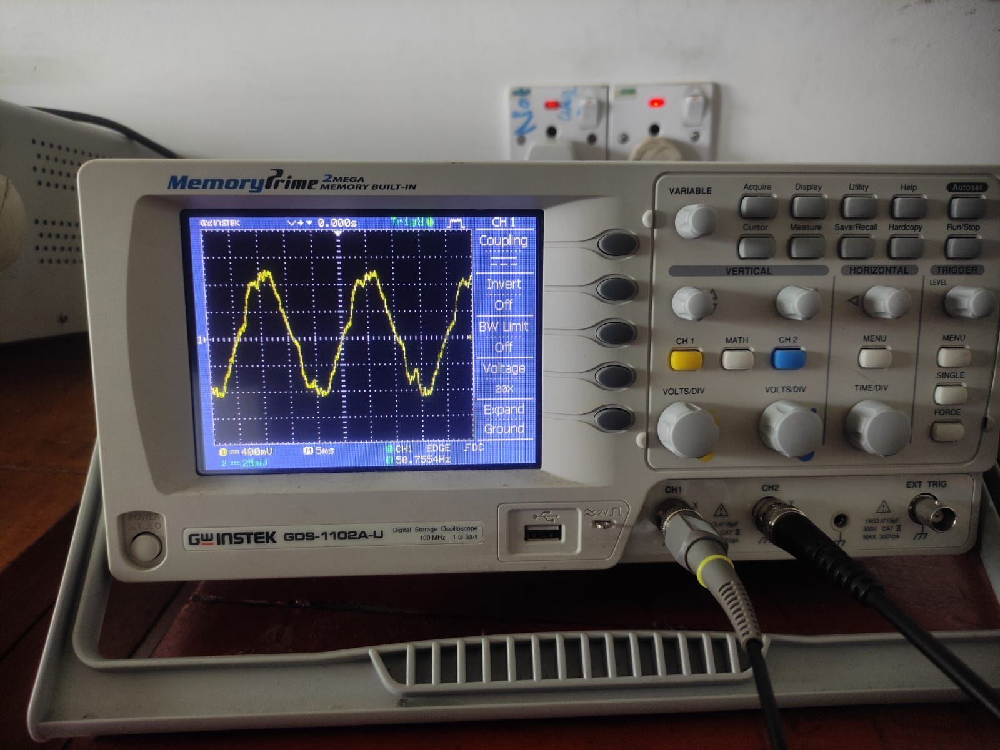 Not
MemoryPrime 2 MEGA
MEMORY BUILT-IN
GW INSTEK 0.000s Trig'd CH 1
Coupling
Invert
Off
BW Limit
Off
Voltage
20X
Expand
Ground
1
1 400mV M 5ms CH1 EDGE DC
2 25mV 50.7554Hz
VARIABLE
Acquire Display Utility Help Autoset
Cursor Measure Save/Recall Hardcopy Run/Stop
VERTICAL HORIZONTAL TRIGGER
LEVEL
CH 1 MATH CH 2 MENU MENU
SINGLE
VOLTS/DIV VOLTS/DIV TIME/DIV
FORCE
POWER
GW INSTEK GDS-1102A-U Digital Storage Oscilloscope
100 MHz 1 G Sa/s
2V
CH1 CH2 EXT TRIG
X Y
1MΩ//15pF
300V CAT II
MAX. 300Vpk